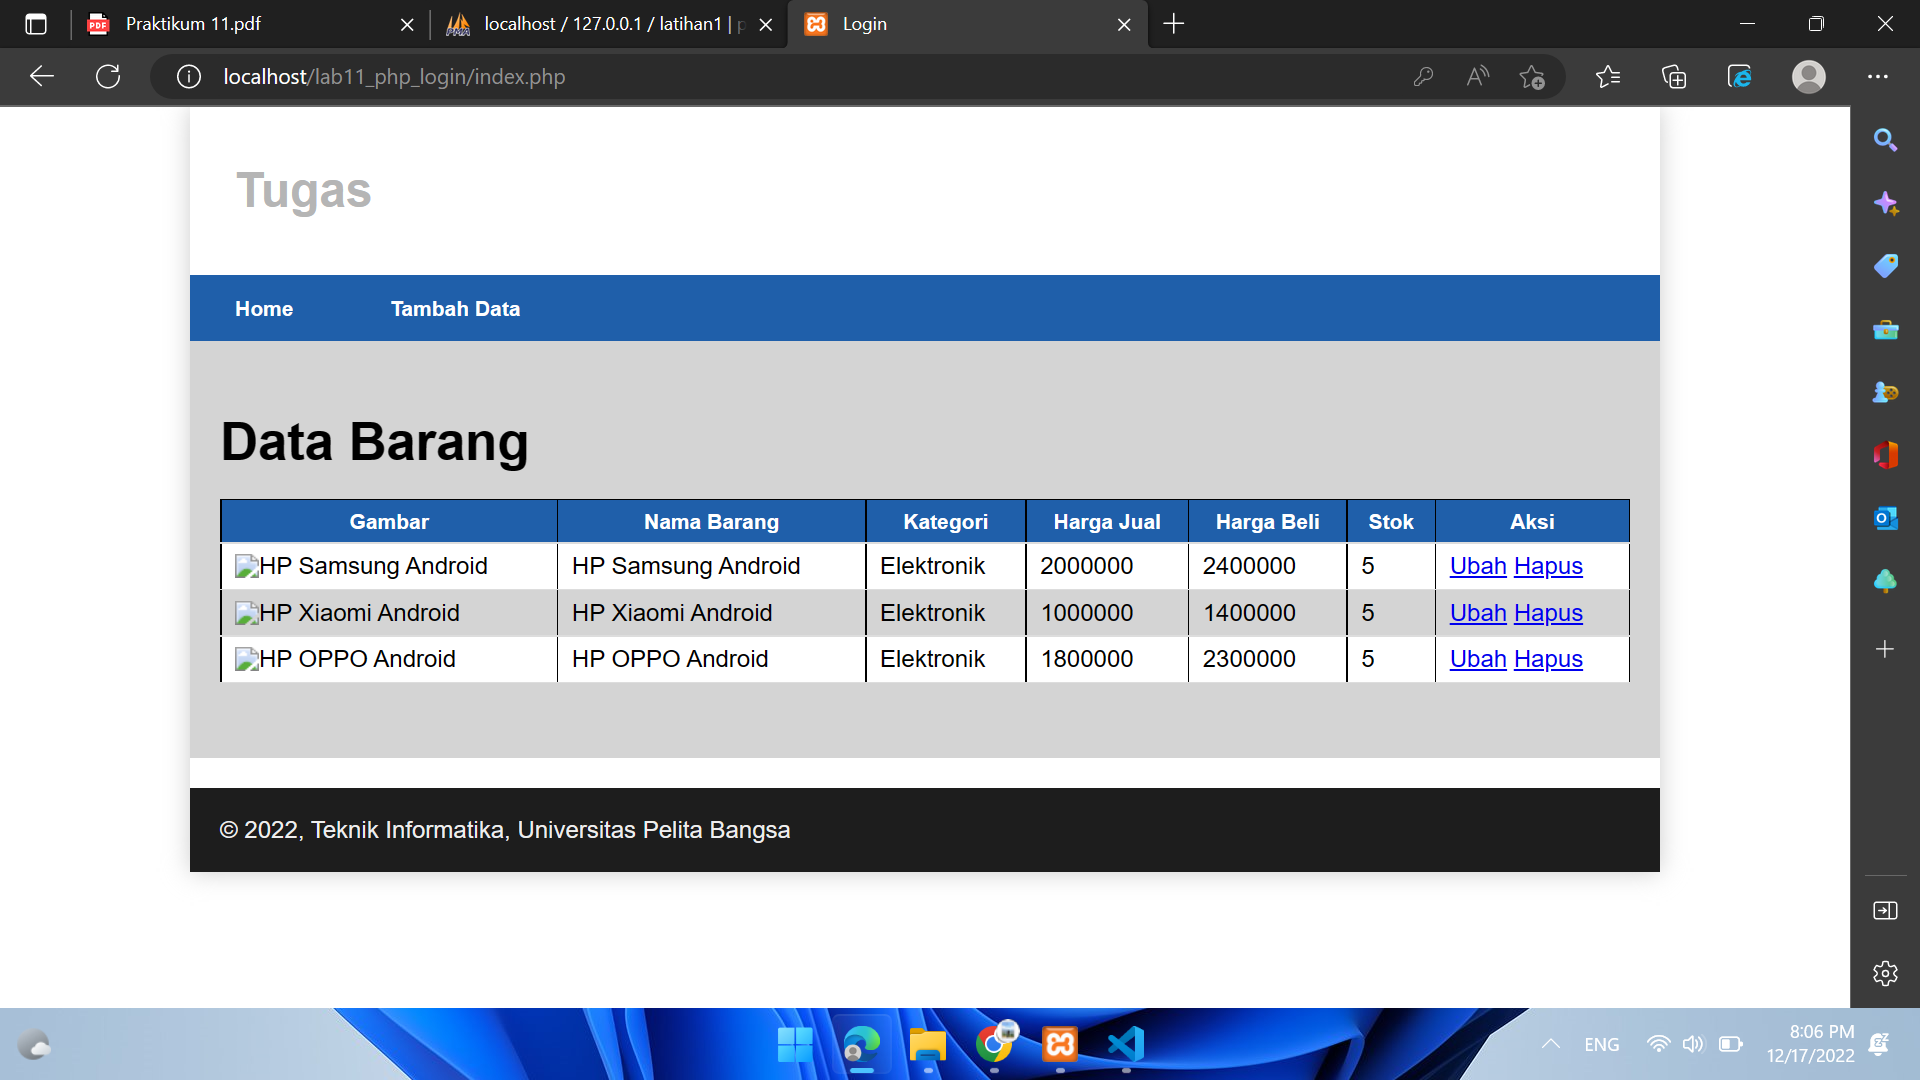 Praktikum 11.pdf
localhost / 127.0.0.1 / latihan1 | p
Login
localhost/lab11_php_login/index.php
Tugas
Home Tambah Data
Data Barang
Gambar Nama Barang Kategori Harga Jual Harga Beli Stok Aksi
HP Samsung Android HP Samsung Android Elektronik 2000000 2400000 5 Ubah Hapus
HP Xiaomi Android HP Xiaomi Android Elektronik 1000000 1400000 5 Ubah Hapus
HP OPPO Android HP OPPO Android Elektronik 1800000 2300000 5 Ubah Hapus
© 2022, Teknik Informatika, Universitas Pelita Bangsa
ENG
8:06 PM
12/17/2022